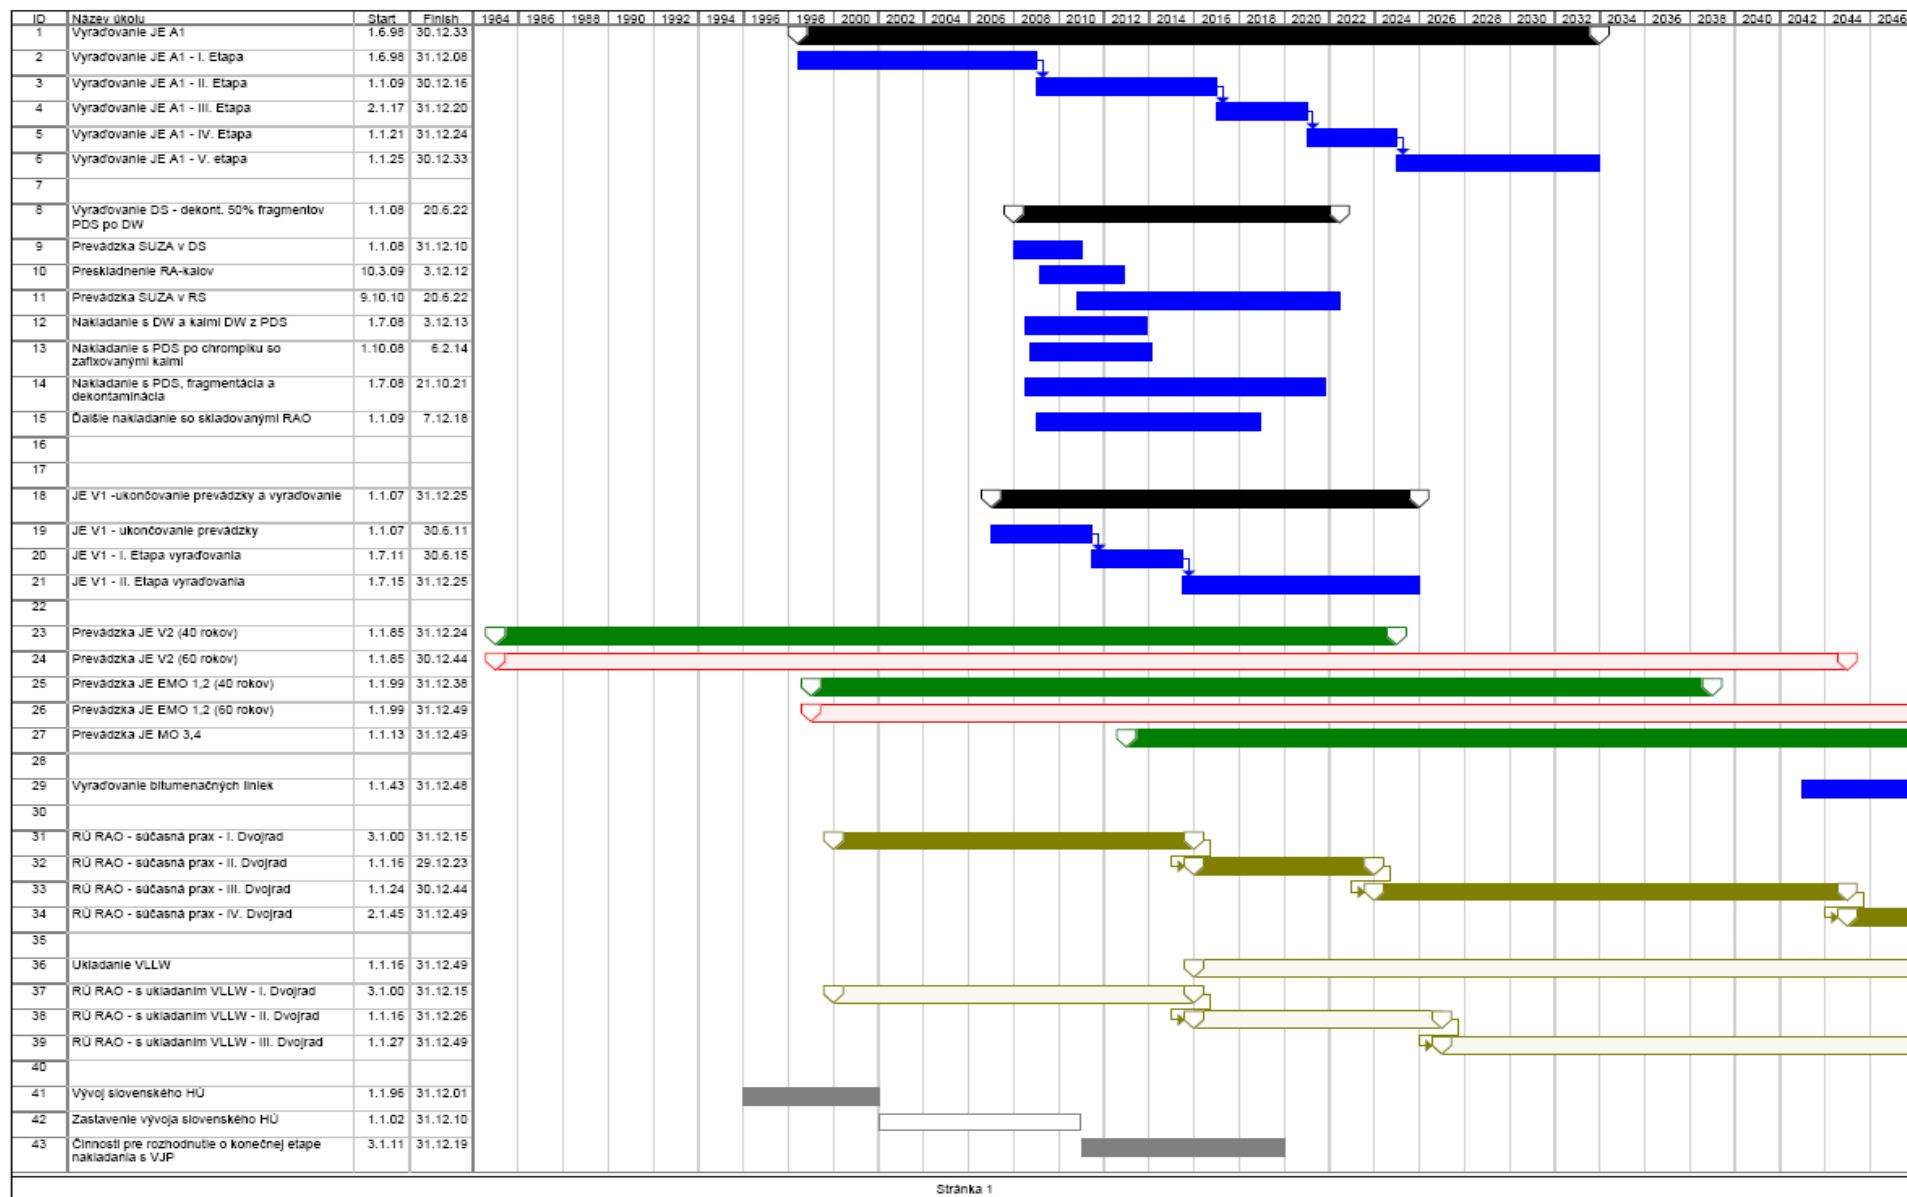 ID Názov úkolu Start Finish 1984 1986 1988 1990 1992 1994 1996 1998 2000 2002 2004 2006 2008 2010 2012 2014 2016 2018 2020 2022 2024 2026 2028 2030 2032 2034 2036 2038 2040 2042 2044 2046
1 Vyraďovanie JE A1 1.6.98 30.12.33
2 Vyraďovanie JE A1 - I. Etapa 1.6.98 31.12.08
3 Vyraďovanie JE A1 - II. Etapa 1.1.09 30.12.16
4 Vyraďovanie JE A1 - III. Etapa 2.1.17 31.12.20
5 Vyraďovanie JE A1 - IV. Etapa 1.1.21 31.12.24
6 Vyraďovanie JE A1 - V. etapa 1.1.25 30.12.33
7
8 Vyraďovanie DS - dekont. 50% fragmentov 1.1.08 20.6.22
PDS po DW
9 Prevádzka SUZA v DS 1.1.08 31.12.10
10 Preskladnenie RA-kalov 10.3.09 3.12.12
11 Prevádzka SUZA v RS 9.10.10 20.6.22
12 Nakladanie s DW a kalmi DW z PDS 1.7.08 3.12.13
13 Nakladanie s PDS po chrompiku so 1.10.08 6.2.14
zafixovanými kalmi
14 Nakladanie s PDS, fragmentácia a 1.7.08 21.10.21
dekontaminácia
15 Ďalšie nakladanie so skladovanými RAO 1.1.09 7.12.18
16
17
18 JE V1 -ukončovanie prevádzky a vyraďovanie 1.1.07 31.12.25
19 JE V1 - ukončovanie prevádzky 1.1.07 30.6.11
20 JE V1 - I. Etapa vyraďovania 1.7.11 30.6.15
21 JE V1 - II. Etapa vyraďovania 1.7.15 31.12.25
22
23 Prevádzka JE V2 (40 rokov) 1.1.85 31.12.24
24 Prevádzka JE V2 (60 rokov) 1.1.85 30.12.44
25 Prevádzka JE EMO 1,2 (40 rokov) 1.1.99 31.12.38
26 Prevádzka JE EMO 1,2 (60 rokov) 1.1.99 31.12.49
27 Prevádzka JE MO 3,4 1.1.13 31.12.49
28
29 Vyraďovanie bitumenačných liniek 1.1.43 31.12.48
30
31 RÚ RAO - súčasná prax - I. Dvojrad 3.1.00 31.12.15
32 RÚ RAO - súčasná prax - II. Dvojrad 1.1.16 29.12.23
33 RÚ RAO - súčasná prax - III. Dvojrad 1.1.24 30.12.44
34 RÚ RAO - súčasná prax - IV. Dvojrad 2.1.45 31.12.49
35
36 Ukladanie VLLW 1.1.16 31.12.49
37 RÚ RAO - s ukladaním VLLW - I. Dvojrad 3.1.00 31.12.15
38 RÚ RAO - s ukladaním VLLW - II. Dvojrad 1.1.16 31.12.26
39 RÚ RAO - s ukladaním VLLW - III. Dvojrad 1.1.27 31.12.49
40
41 Vývoj slovenského HÚ 1.1.96 31.12.01
42 Zastavenie vývoja slovenského HÚ 1.1.02 31.12.10
43 Činnosti pre rozhodnutie o konečnej etape 3.1.11 31.12.19
nakladania s VJP
Stránka 1